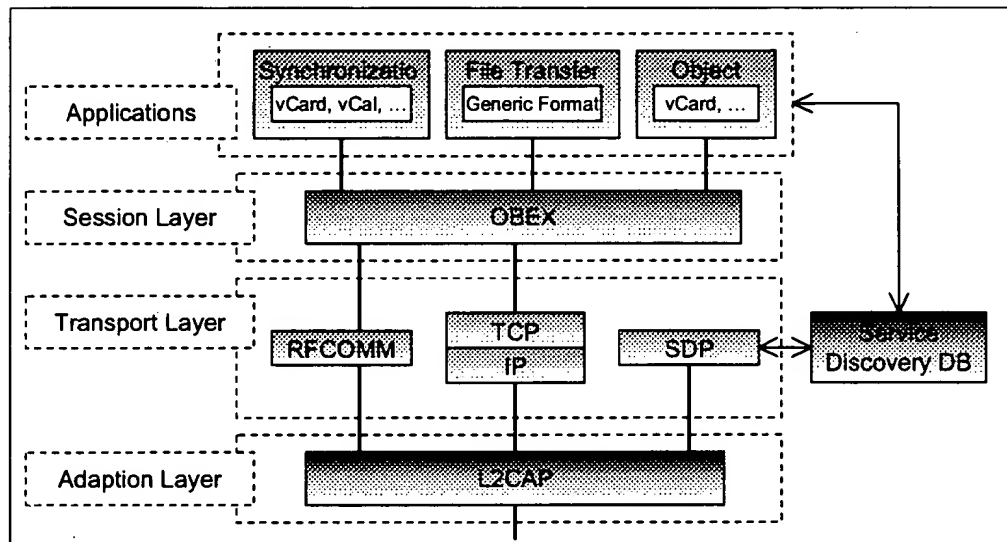 Synchronizatio
File Transfer
Object
Applications
vCard, vCal, ...
Generic Format
vCard, ...
Session Layer
OBEX
Transport Layer
RFCOMM
TCP
IP
SDP
Service
Discovery DB
Adaption Layer
L2CAP